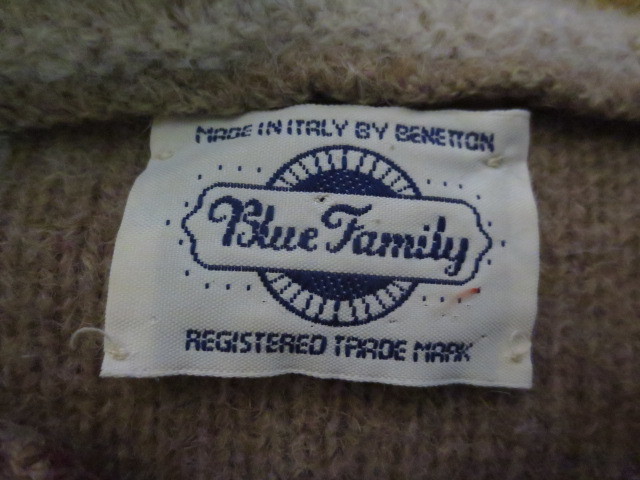 MADE IN ITALY BY BENETTON
Blue Family
REGISTERED TRADE MARK